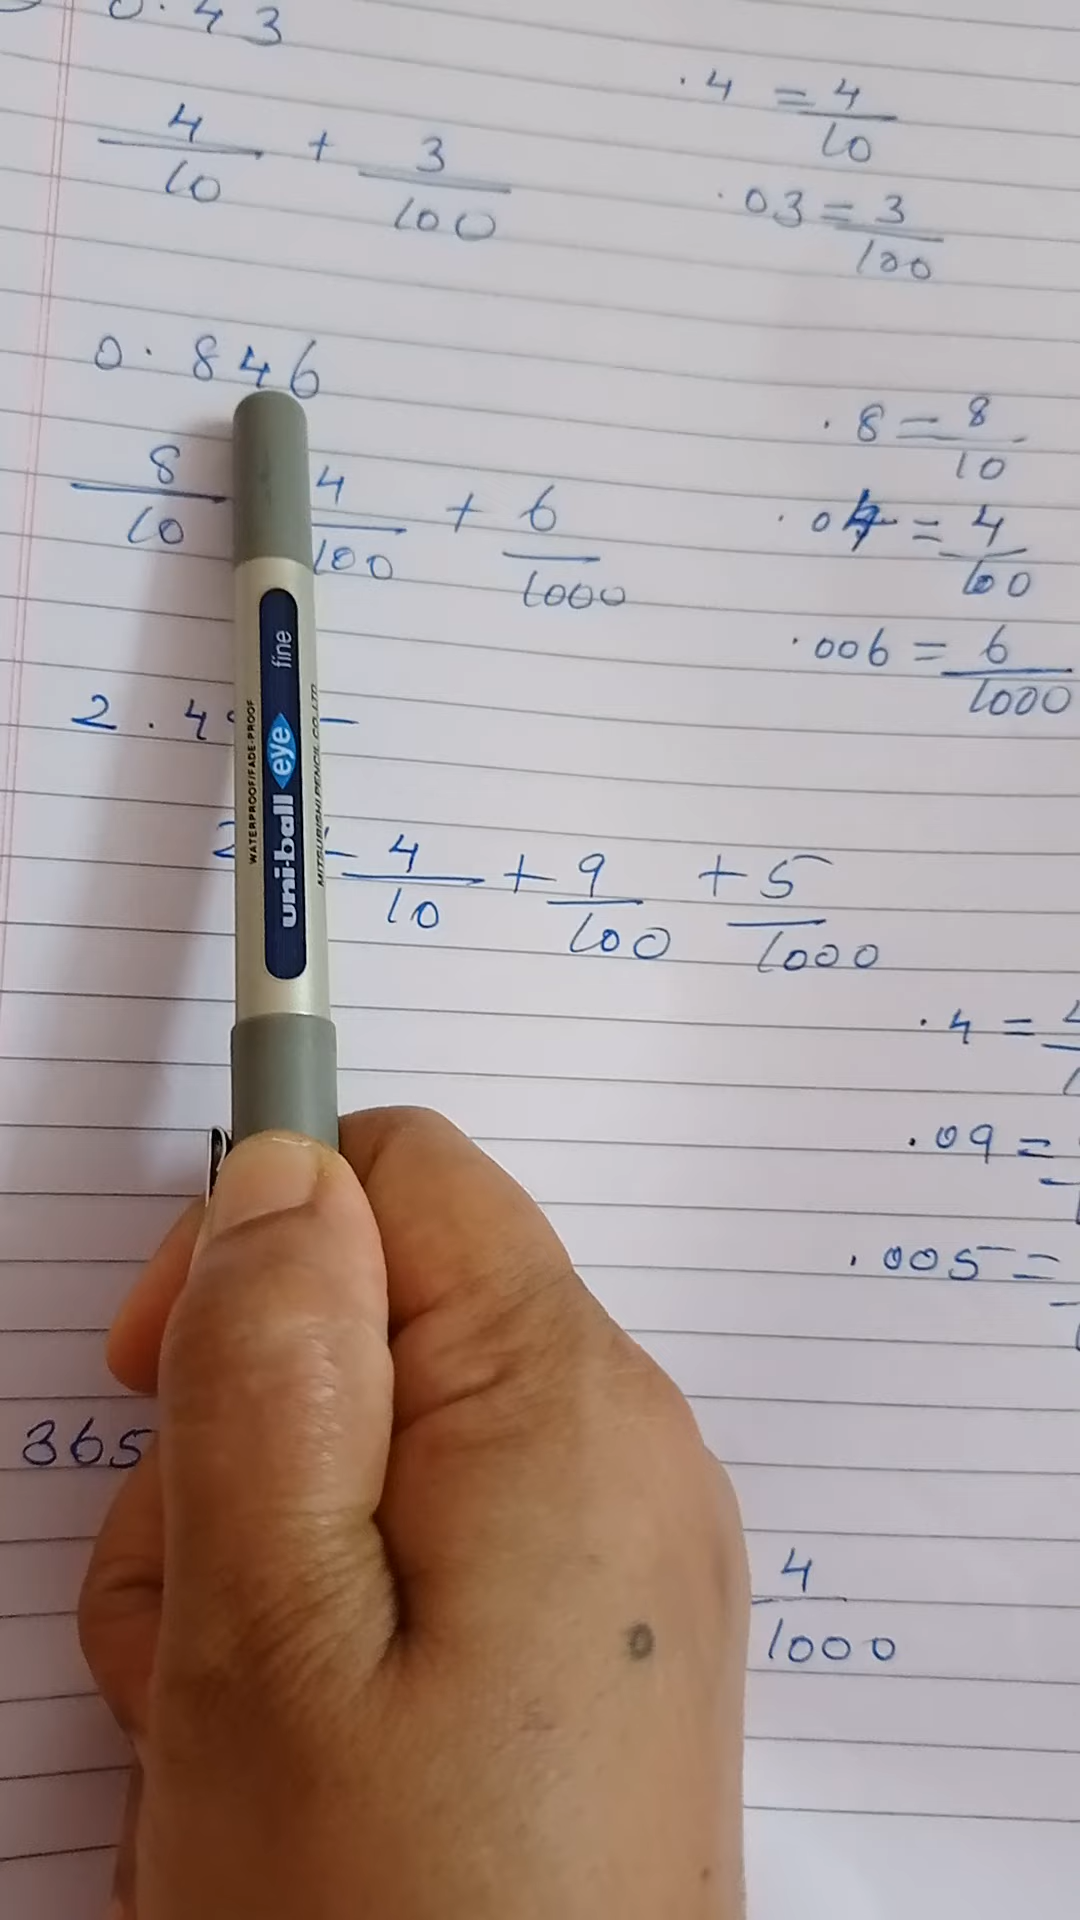 0.43
4/10 + 3/100
.4 = 4/10
.03 = 3/100
0.846
8/10 4/100 + 6/1000
.8 = 8/10
.04 = 4/100
.006 = 6/1000
2.4
2 + 4/10 + 9/100 + 5/1000
.4 =
.09 =
.005 =
365
4/1000
uni-ball eye fine
WATERPROOF/FADE-PROOF
MITSUBISHI PENCIL CO., LTD